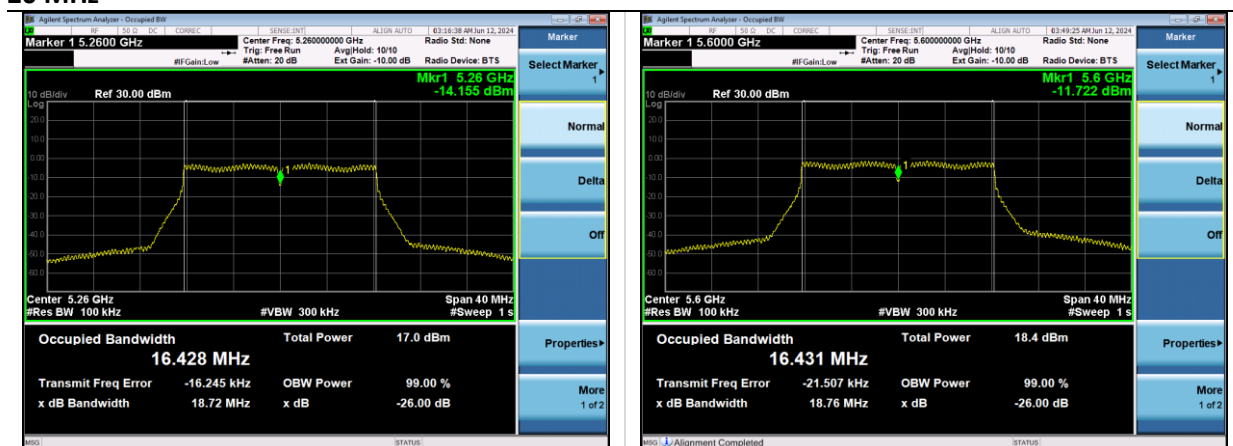 Agilent Spectrum Analyzer - Occupied BW
RF 50 Ω DC CORREC SENSE:INT ALIGN AUTO 03:16:38 AM Jun 12, 2024
Marker 1 5.2600 GHz
Center Freq: 5.260000000 GHz Radio Std: None
Trig: Free Run Avg|Hold: 10/10
#IFGain:Low #Atten: 20 dB Ext Gain: -10.00 dB Radio Device: BTS
Mkr1 5.26 GHz
10 dB/div Ref 30.00 dBm -14.155 dBm
Log
20.0
10.0
0.00
-10.0
-20.0
-30.0
-40.0
-50.0
-60.0
1
Center 5.26 GHz Span 40 MHz
#Res BW 100 kHz #VBW 300 kHz #Sweep 1 s
Occupied Bandwidth Total Power 17.0 dBm
16.428 MHz
Transmit Freq Error -16.245 kHz OBW Power 99.00 %
x dB Bandwidth 18.72 MHz x dB -26.00 dB
MSG STATUS
Marker
Select Marker
1
Normal
Delta
Off
Properties
More
1 of 2
Agilent Spectrum Analyzer - Occupied BW
RF 50 Ω DC CORREC SENSE:INT ALIGN AUTO 03:49:25 AM Jun 12, 2024
Marker 1 5.6000 GHz
Center Freq: 5.600000000 GHz Radio Std: None
Trig: Free Run Avg|Hold: 10/10
#IFGain:Low #Atten: 20 dB Ext Gain: -10.00 dB Radio Device: BTS
Mkr1 5.6 GHz
10 dB/div Ref 30.00 dBm -11.722 dBm
Log
20.0
10.0
0.00
-10.0
-20.0
-30.0
-40.0
-50.0
-60.0
1
Center 5.6 GHz Span 40 MHz
#Res BW 100 kHz #VBW 300 kHz #Sweep 1 s
Occupied Bandwidth Total Power 18.4 dBm
16.431 MHz
Transmit Freq Error -21.507 kHz OBW Power 99.00 %
x dB Bandwidth 18.76 MHz x dB -26.00 dB
MSG Alignment Completed STATUS
Marker
Select Marker
1
Normal
Delta
Off
Properties
More
1 of 2